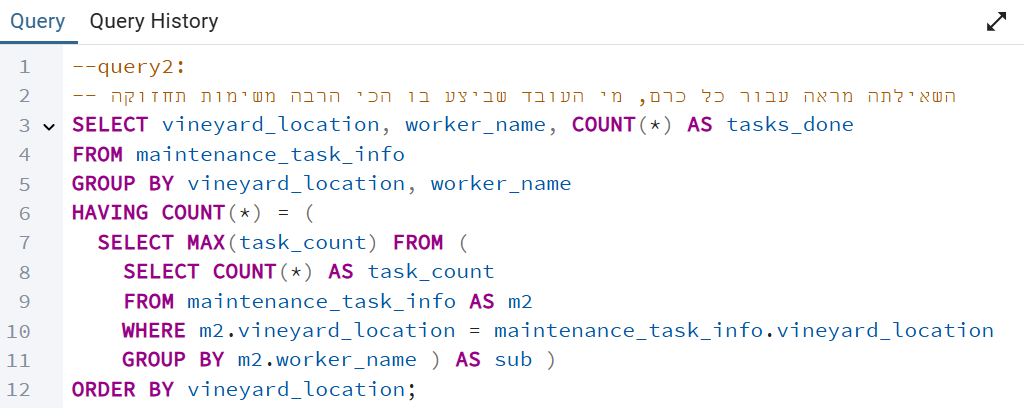 Query Query History
1 --query2:
2 -- השאילתה מראה עבור כל כרם, מי העובד שביצע בו הכי הרבה משימות תחזוקה
3 SELECT vineyard_location, worker_name, COUNT(*) AS tasks_done
4 FROM maintenance_task_info
5 GROUP BY vineyard_location, worker_name
6 HAVING COUNT(*) = (
7 SELECT MAX(task_count) FROM (
8 SELECT COUNT(*) AS task_count
9 FROM maintenance_task_info AS m2
10 WHERE m2.vineyard_location = maintenance_task_info.vineyard_location
11 GROUP BY m2.worker_name ) AS sub )
12 ORDER BY vineyard_location;